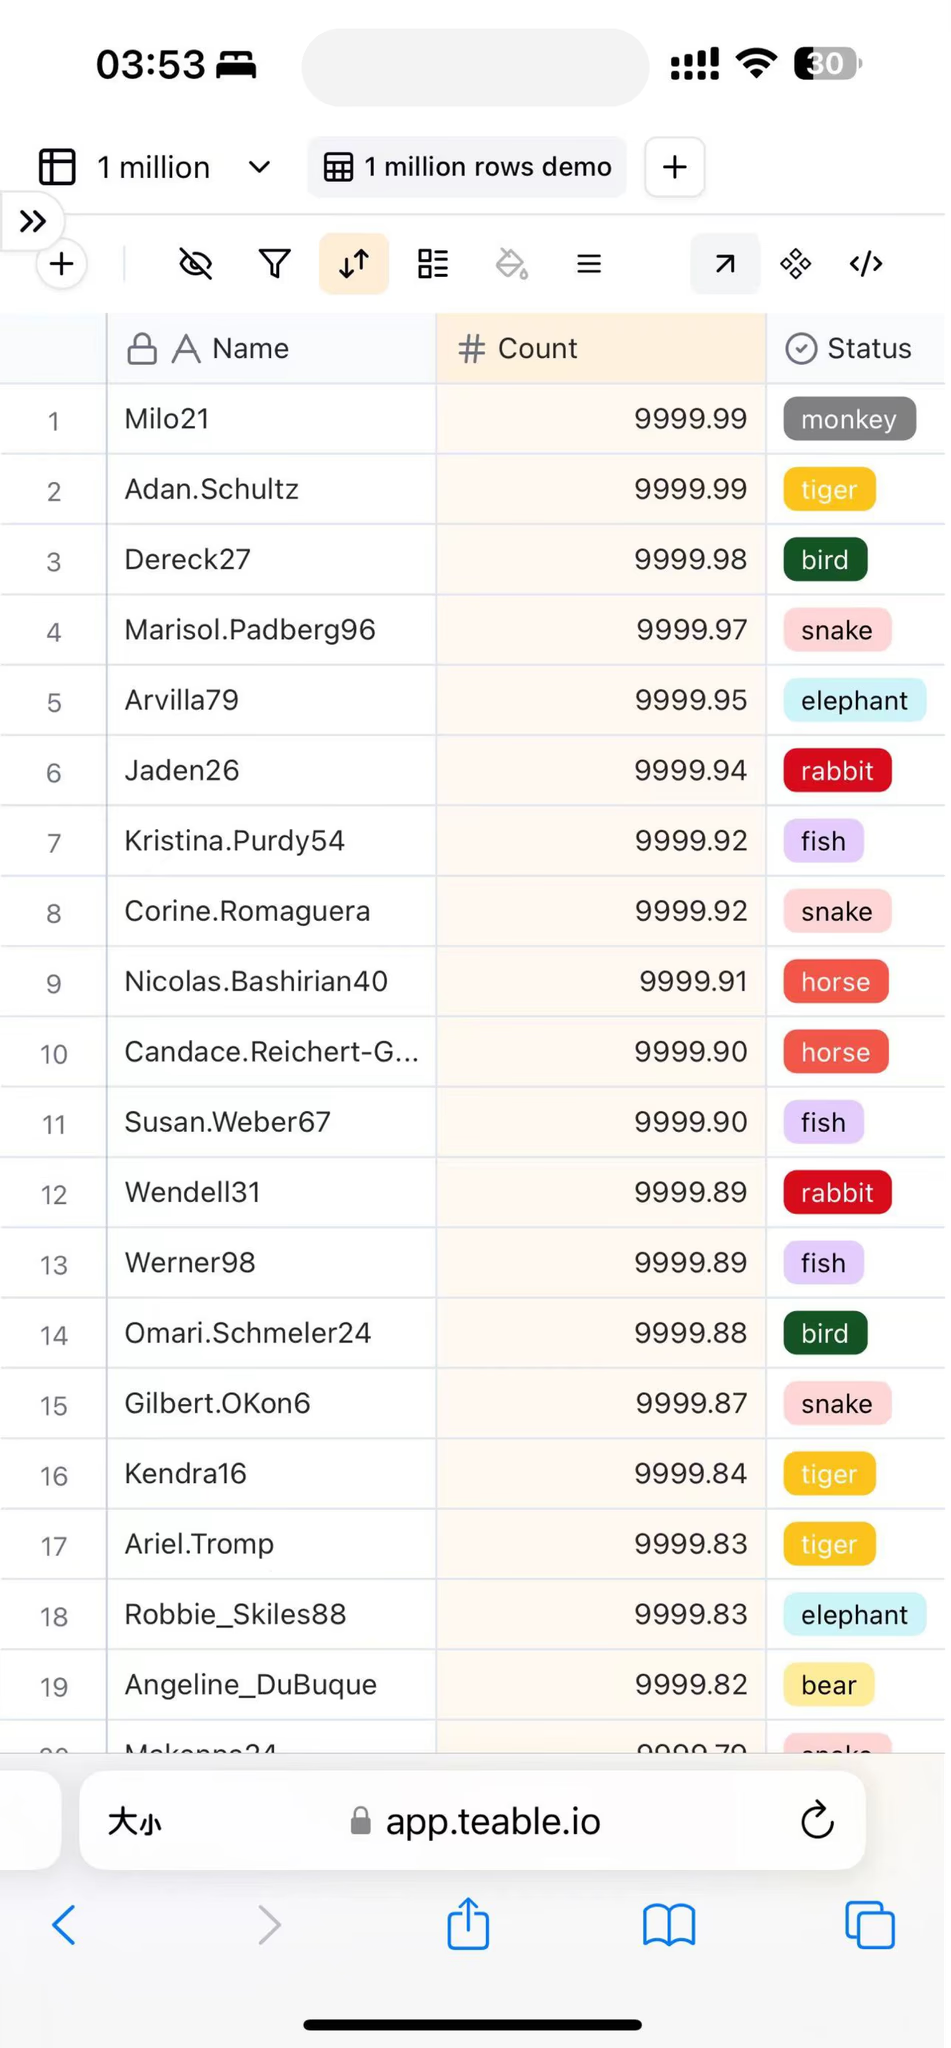 03:53 30
1 million 1 million rows demo
Name Count Status
1 Milo21 9999.99 monkey
2 Adan.Schultz 9999.99 tiger
3 Dereck27 9999.98 bird
4 Marisol.Padberg96 9999.97 snake
5 Arvilla79 9999.95 elephant
6 Jaden26 9999.94 rabbit
7 Kristina.Purdy54 9999.92 fish
8 Corine.Romaguera 9999.92 snake
9 Nicolas.Bashirian40 9999.91 horse
10 Candace.Reichert-G... 9999.90 horse
11 Susan.Weber67 9999.90 fish
12 Wendell31 9999.89 rabbit
13 Werner98 9999.89 fish
14 Omari.Schmeler24 9999.88 bird
15 Gilbert.OKon6 9999.87 snake
16 Kendra16 9999.84 tiger
17 Ariel.Tromp 9999.83 tiger
18 Robbie_Skiles88 9999.83 elephant
19 Angeline_DuBuque 9999.82 bear
大小 app.teable.io